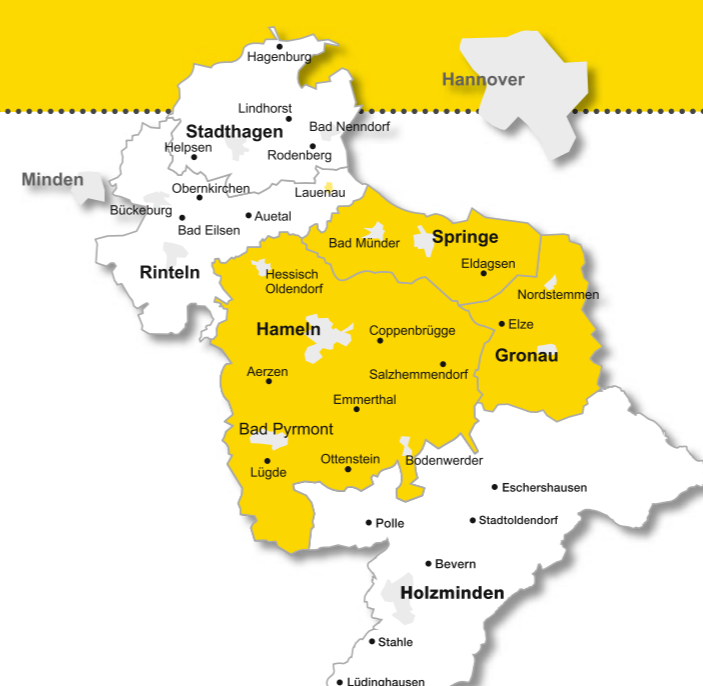 Hagenburg
Hannover
Lindhorst
Stadthagen
Bad Nenndorf
Helpsen
Rodenberg
Minden
Obernkirchen
Lauenau
Bückeburg
Auetal
Bad Eilsen
Bad Münder
Springe
Eldagsen
Rinteln
Hessisch
Oldendorf
Nordstemmen
Hameln
Coppenbrügge
Elze
Gronau
Aerzen
Salzhemmendorf
Emmerthal
Bad Pyrmont
Ottenstein
Bodenwerder
Lügde
Eschershausen
Polle
Stadtoldendorf
Bevern
Holzminden
Stahle
Lüdinghausen